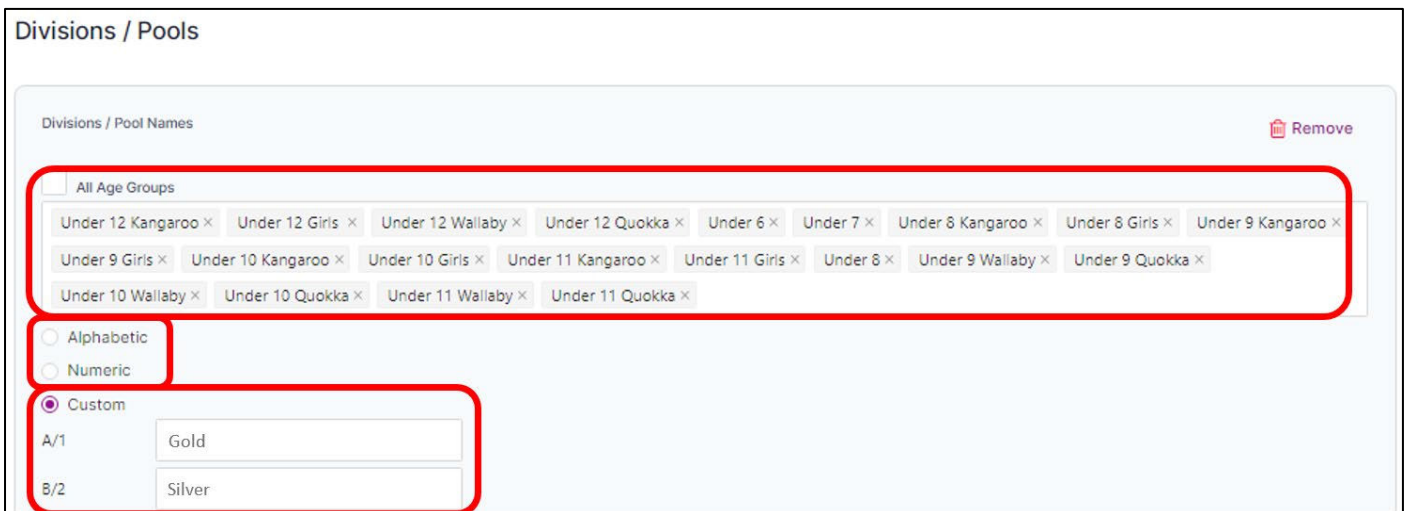 Divisions / Pools
Divisions / Pool Names
Remove
All Age Groups
Under 12 Kangaroo × Under 12 Girls × Under 12 Wallaby × Under 12 Quokka × Under 6 × Under 7 × Under 8 Kangaroo × Under 8 Girls × Under 9 Kangaroo ×
Under 9 Girls × Under 10 Kangaroo × Under 10 Girls × Under 11 Kangaroo × Under 11 Girls × Under 8 × Under 9 Wallaby × Under 9 Quokka ×
Under 10 Wallaby × Under 10 Quokka × Under 11 Wallaby × Under 11 Quokka ×
Alphabetic
Numeric
Custom
A/1 Gold
B/2 Silver